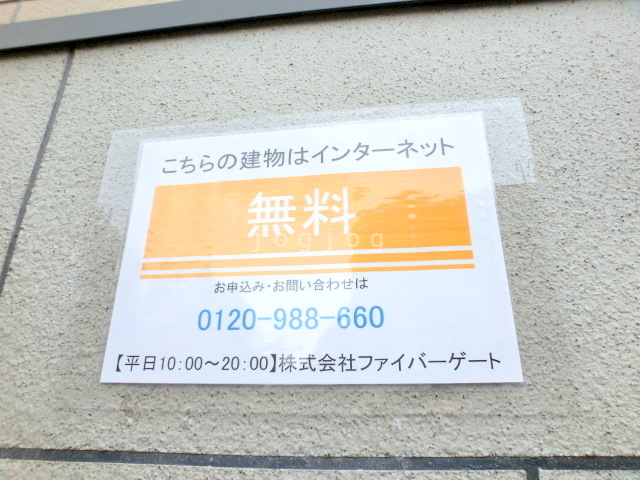 こちらの建物はインターネット
無料
jogjog
お申込み・お問い合わせは
0120-988-660
【平日10:00～20:00】株式会社ファイバーゲート